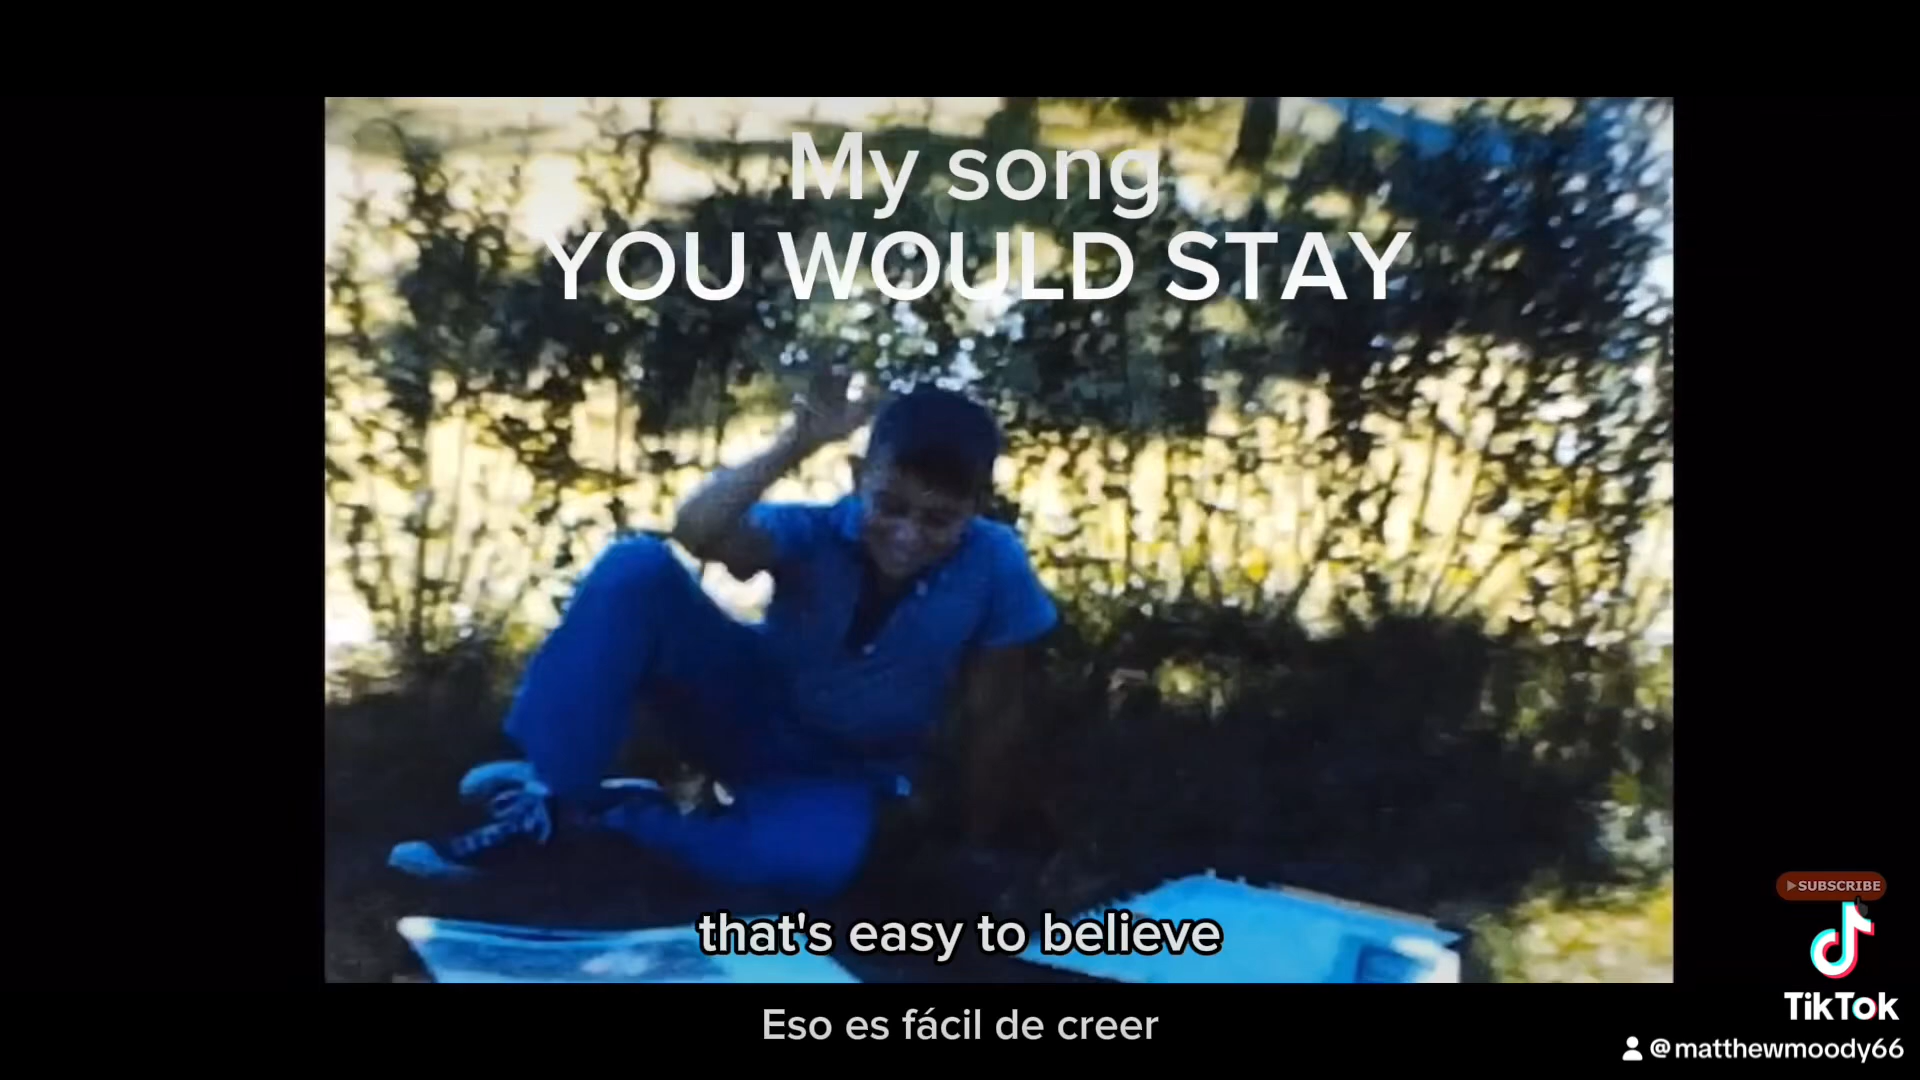 My song
YOU WOULD STAY
that's easy to believe
Eso es fácil de creer
SUBSCRIBE
TikTok
@matthewmoody66